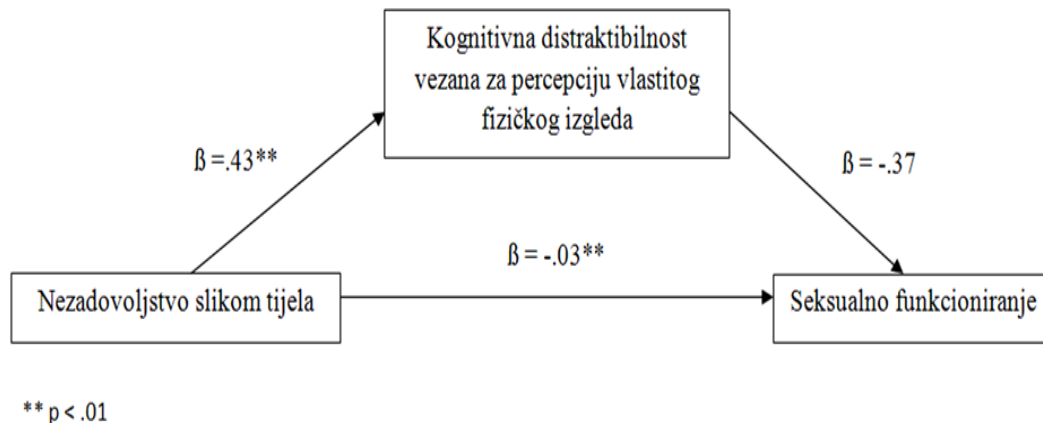 Kognitivna distraktibilnost
vezana za percepciju vlastitog
fizičkog izgleda
ß =.43**
ß = -.37
ß = -.03**
Nezadovoljstvo slikom tijela
Seksualno funkcioniranje
** p < .01